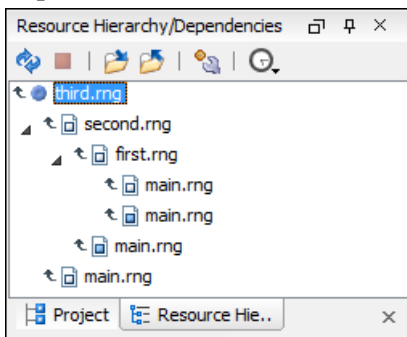 Resource Hierarchy/Dependencies
third.rng
second.rng
first.rng
main.rng
main.rng
main.rng
main.rng
Project Resource Hie..